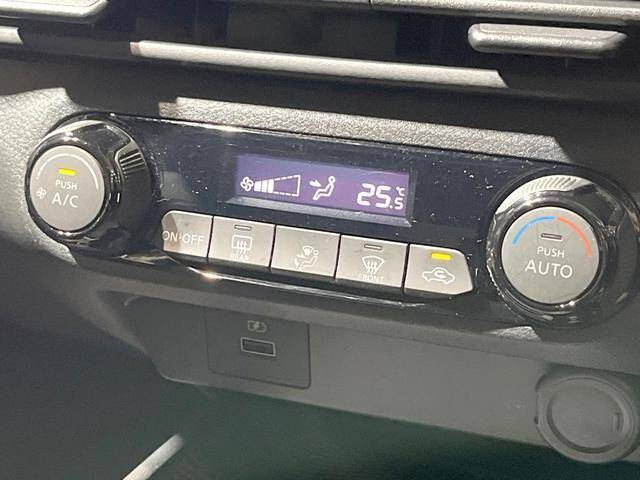 PUSH
A/C
25.5
°C
ON·OFF
REAR
FRONT
PUSH
AUTO